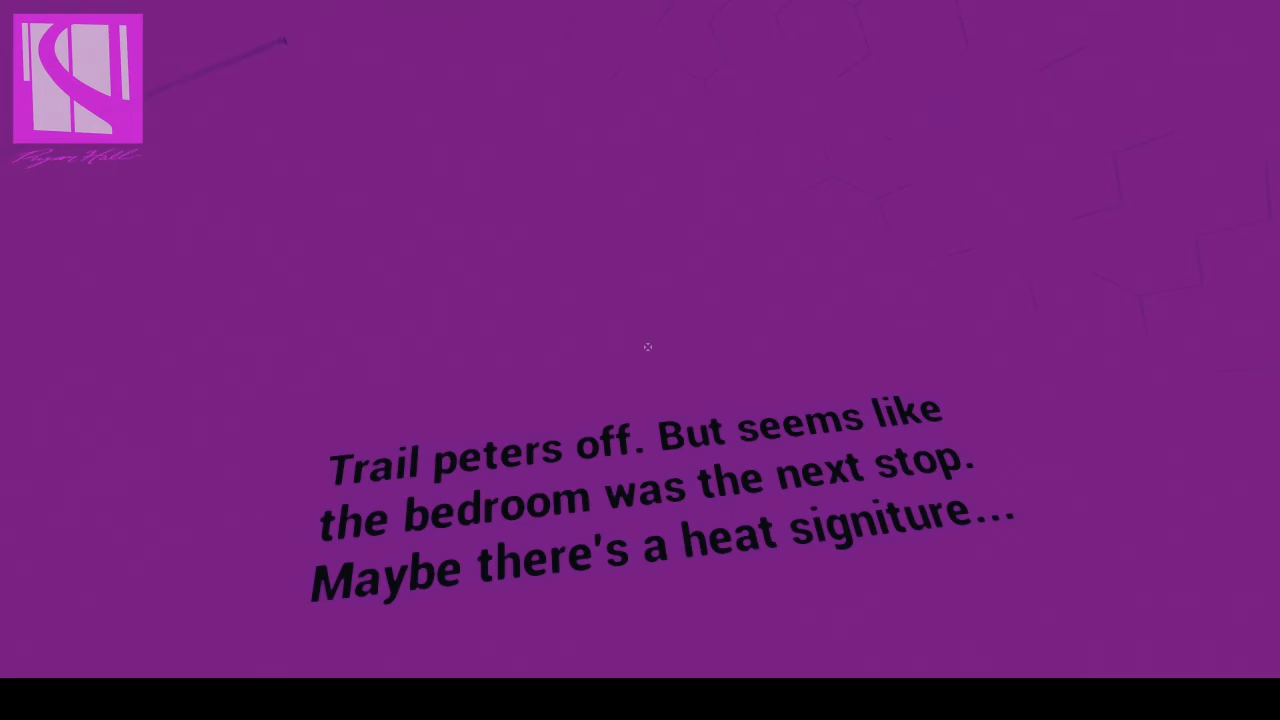 Trail peters off. But seems like
the bedroom was the next stop.
Maybe there's a heat signiture...